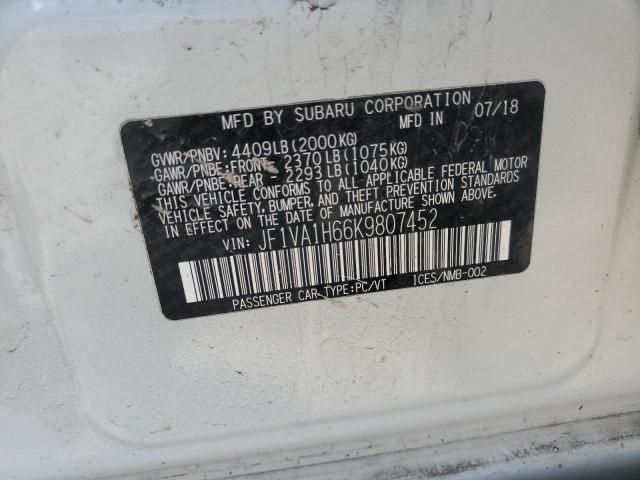 MFD BY SUBARU CORPORATION
MFD IN 07/18
GVWR/PNBV: 4409LB(2000KG)
GAWR/PNBE:FRONT- 2370LB(1075KG)
GAWR/PNBE:REAR - 2293LB(1040KG)
THIS VEHICLE CONFORMS TO ALL APPLICABLE FEDERAL MOTOR
VEHICLE SAFETY, BUMPER, AND THEFT PREVENTION STANDARDS
IN EFFECT ON THE DATE OF MANUFACTURE SHOWN ABOVE.
VIN: JF1VA1H66K9807452
PASSENGER CAR TYPE:PC/VT ICES/NMB-002